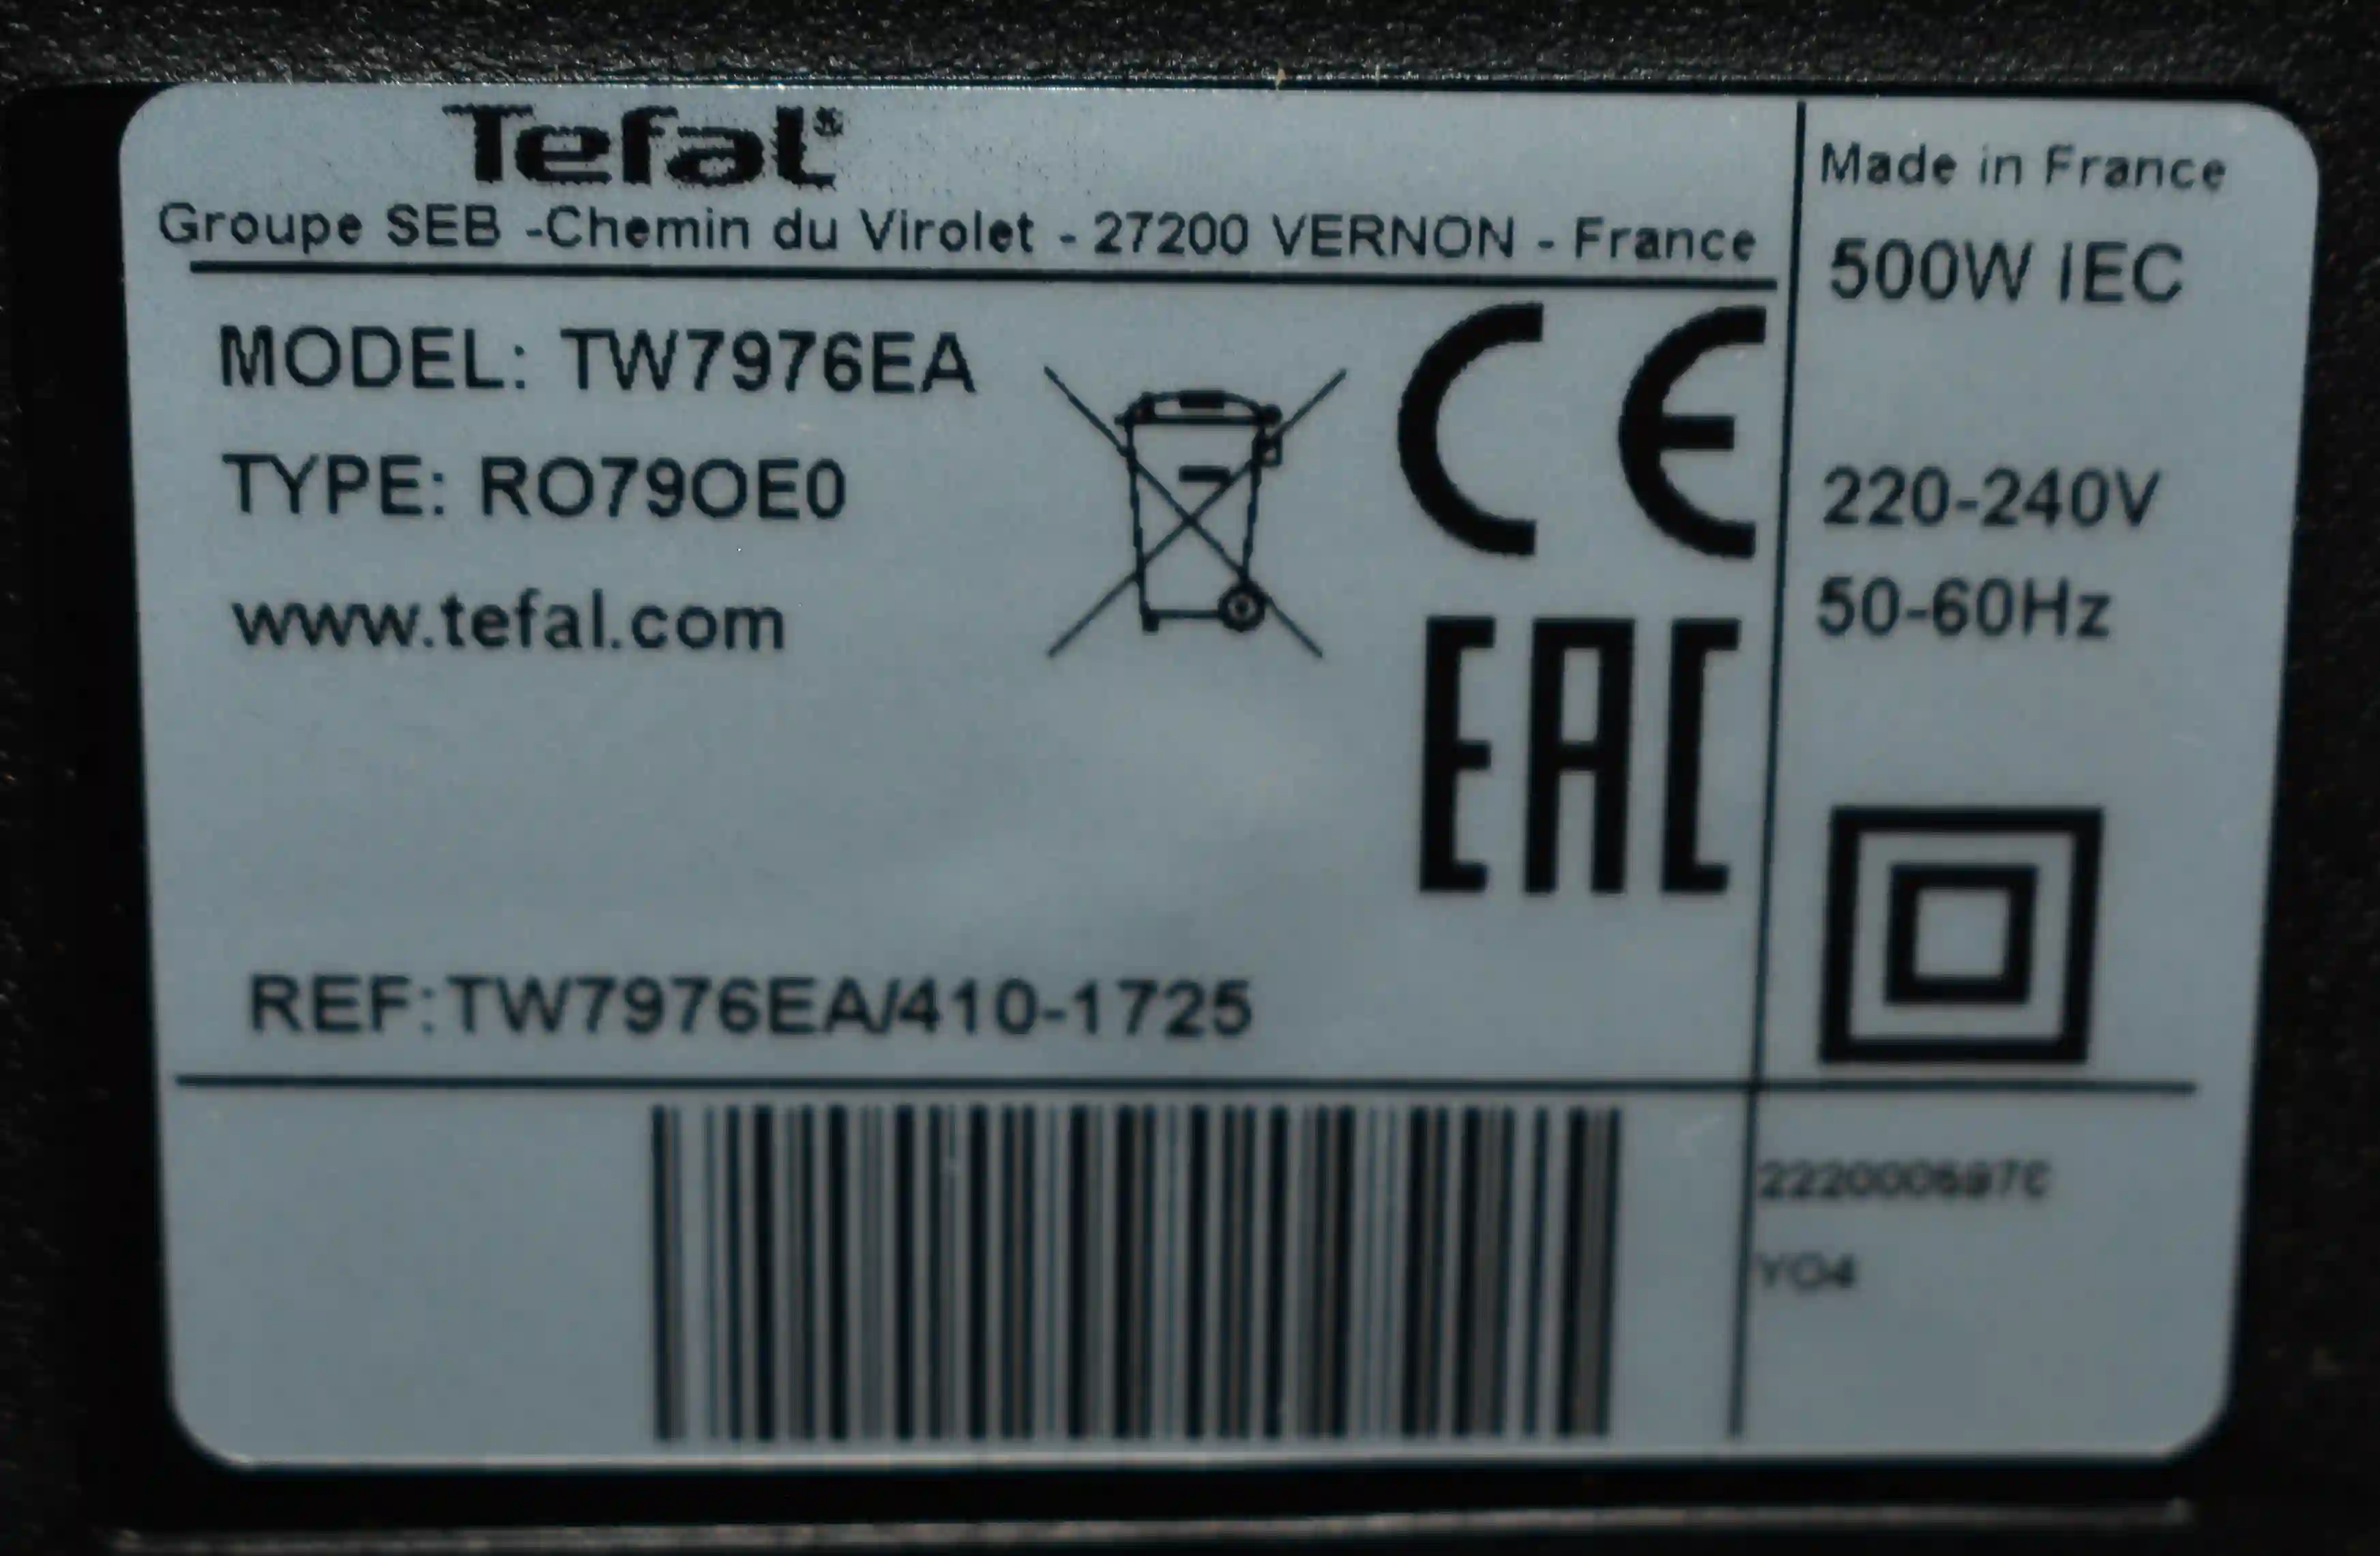 Tefal®
Groupe SEB -Chemin du Virolet - 27200 VERNON - France
MODEL: TW7976EA
TYPE: RO79OE0
www.tefal.com
CE
EAC
REF:TW7976EA/410-1725
Made in France
500W IEC
220-240V
50-60Hz
YO4